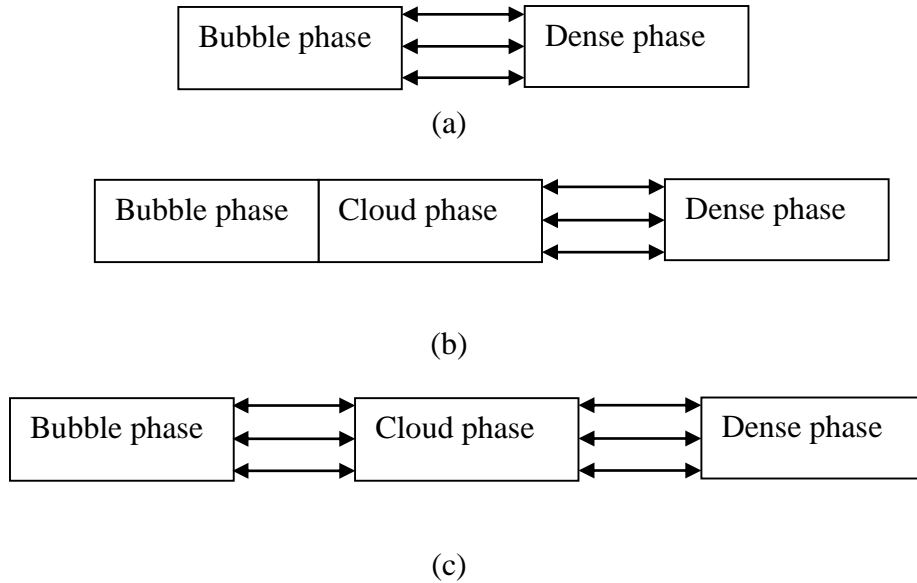 Bubble phase Dense phase
(a)
Bubble phase Cloud phase Dense phase
(b)
Bubble phase Cloud phase Dense phase
(c)